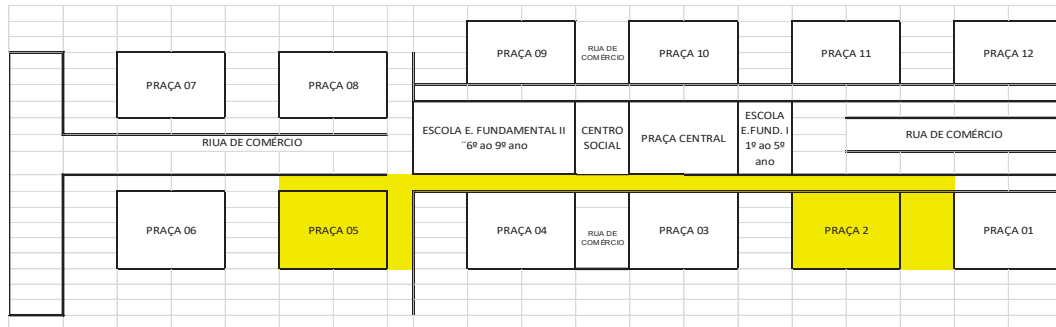 PRAÇA 09
RUA DE
COMÉRCIO
PRAÇA 10
PRAÇA 11
PRAÇA 12
PRAÇA 07
PRAÇA 08
ESCOLA E. FUNDAMENTAL II
¨6º ao 9º ano
CENTRO
SOCIAL
PRAÇA CENTRAL
ESCOLA
E.FUND. I
1º ao 5º
ano
RUA DE COMÉRCIO
RIUA DE COMÉRCIO
PRAÇA 06
PRAÇA 05
PRAÇA 04
RUA DE
COMÉRCIO
PRAÇA 03
PRAÇA 2
PRAÇA 01